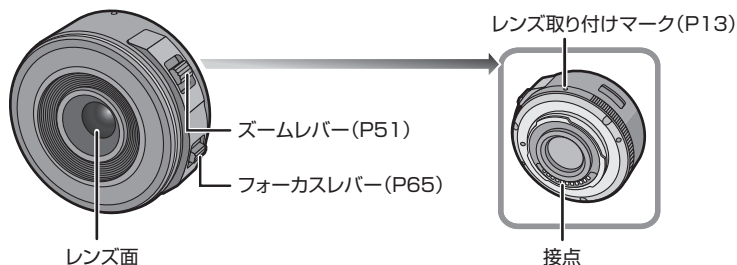 レンズ取り付けマーク(P13)
ズームレバー(P51)
フォーカスレバー(P65)
レンズ面
接点